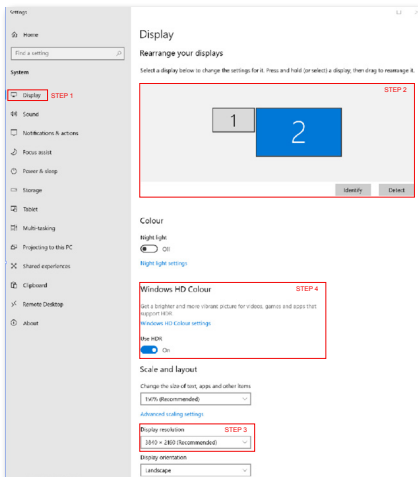 Settings
Home
Find a setting
System
Display STEP 1
Sound
Notifications & actions
Focus assist
Power & sleep
Storage
Tablet
Multi-tasking
Projecting to this PC
Shared experiences
Clipboard
Remote Desktop
About
Display
Rearrange your displays
Select a display below to change the settings for it. Press and hold (or select) a display, then drag to rearrange it.
STEP 2
1
2
Identify Detect
Colour
Night light
Off
Night light settings
Windows HD Colour STEP 4
Get a brighter and more vibrant picture for videos, games and apps that
support HDR.
Windows HD Colour settings
Use HDR
On
Scale and layout
Change the size of text, apps and other items
150% (Recommended)
Advanced scaling settings
Display resolution STEP 3
3840 × 2160 (Recommended)
Display orientation
Landscape